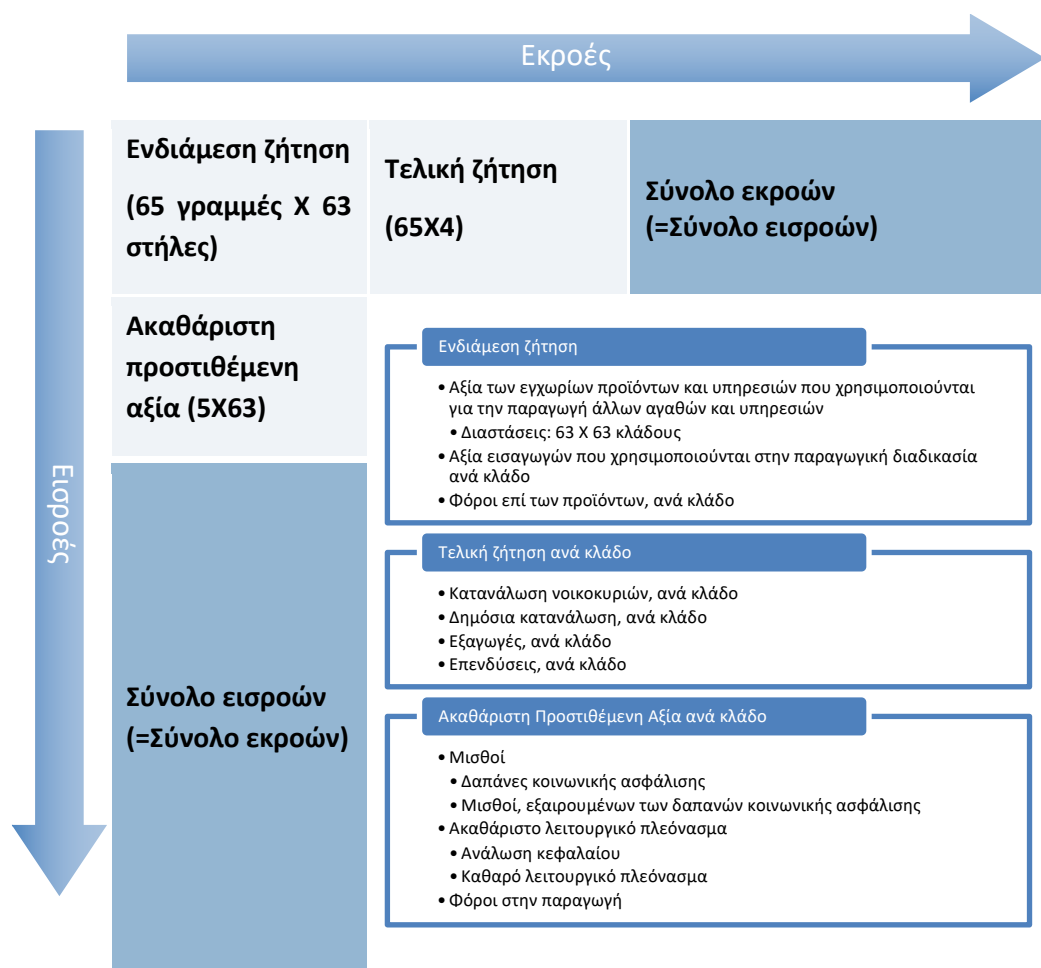 Εκροές
Εισροές
Ενδιάμεση ζήτηση
(65 γραμμές Χ 63
στήλες)
Τελική ζήτηση
(65Χ4)
Σύνολο εκροών
(=Σύνολο εισροών)
Ακαθάριστη
προστιθέμενη
αξία (5Χ63)
Σύνολο εισροών
(=Σύνολο εκροών)
Ενδιάμεση ζήτηση
• Αξία των εγχωρίων προϊόντων και υπηρεσιών που χρησιμοποιούνται
για την παραγωγή άλλων αγαθών και υπηρεσιών
• Διαστάσεις: 63 Χ 63 κλάδους
• Αξία εισαγωγών που χρησιμοποιούνται στην παραγωγική διαδικασία
ανά κλάδο
• Φόροι επί των προϊόντων, ανά κλάδο
Τελική ζήτηση ανά κλάδο
• Κατανάλωση νοικοκυριών, ανά κλάδο
• Δημόσια κατανάλωση, ανά κλάδο
• Εξαγωγές, ανά κλάδο
• Επενδύσεις, ανά κλάδο
Ακαθάριστη Προστιθέμενη Αξία ανά κλάδο
• Μισθοί
• Δαπάνες κοινωνικής ασφάλισης
• Μισθοί, εξαιρουμένων των δαπανών κοινωνικής ασφάλισης
• Ακαθάριστο λειτουργικό πλεόνασμα
• Ανάλωση κεφαλαίου
• Καθαρό λειτουργικό πλεόνασμα
• Φόροι στην παραγωγή